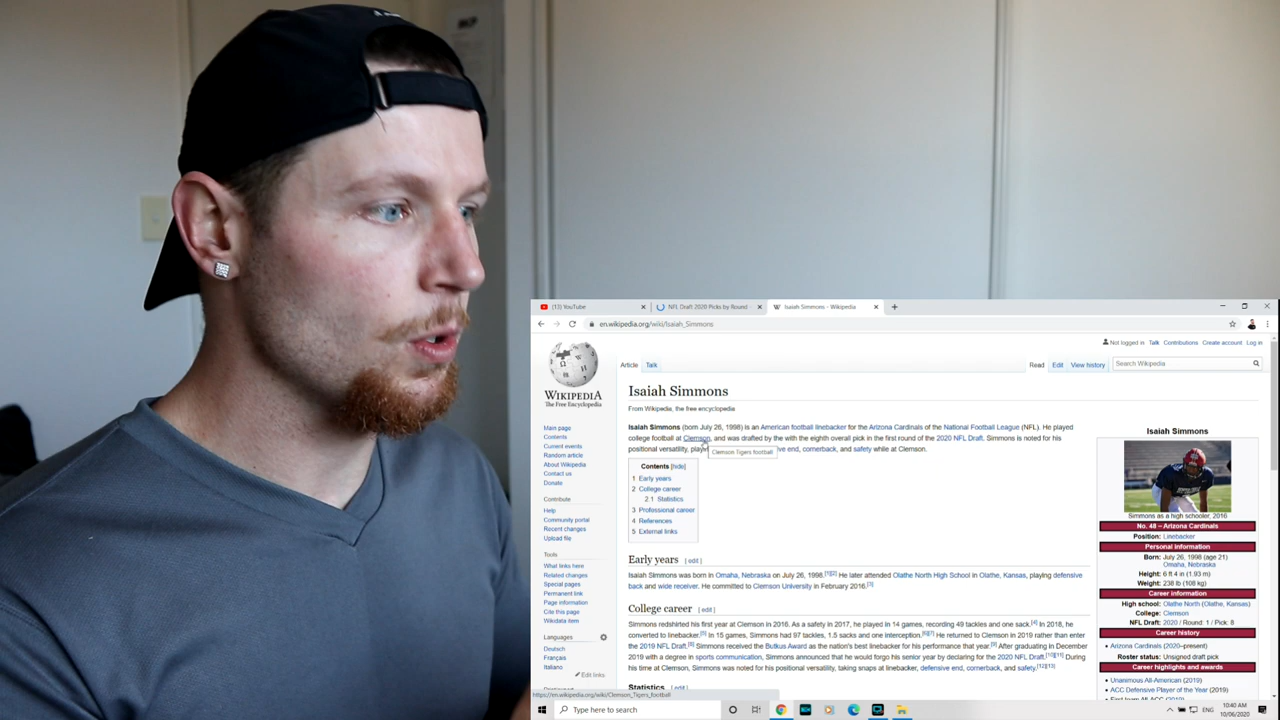 (13) YouTube
NFL Draft 2020 Picks by Round
Isaiah Simmons - Wikipedia
en.wikipedia.org/wiki/Isaiah_Simmons
Not logged in Talk Contributions Create account Log in
Article Talk
Read Edit View history Search Wikipedia
WIKIPEDIA
The Free Encyclopedia
Main page
Contents
Current events
Random article
About Wikipedia
Contact us
Donate
Contribute
Help
Community portal
Recent changes
Upload file
Tools
What links here
Related changes
Special pages
Permanent link
Page information
Cite this page
Wikidata item
Languages
Deutsch
Français
Italiano
Edit links
Isaiah Simmons
From Wikipedia, the free encyclopedia
Isaiah Simmons (born July 26, 1998) is an American football linebacker for the Arizona Cardinals of the National Football League (NFL). He played
college football at Clemson, and was drafted by the with the eighth overall pick in the first round of the 2020 NFL Draft. Simmons is noted for his
positional versatility, end, cornerback, and safety while at Clemson.
Clemson Tigers football
Contents [hide]
1 Early years
2 College career
2.1 Statistics
3 Professional career
4 References
5 External links
Early years [ edit ]
Isaiah Simmons was born in Omaha, Nebraska on July 26, 1998.[1][2] He later attended Olathe North High School in Olathe, Kansas, playing defensive
back and wide receiver. He committed to Clemson University in February 2016.[3]
College career [ edit ]
Simmons redshirted his first year at Clemson in 2016. As a safety in 2017, he played in 14 games, recording 49 tackles and one sack.[4] In 2018, he
converted to linebacker.[5] In 15 games, Simmons had 97 tackles, 1.5 sacks and one interception.[6][7] He returned to Clemson in 2019 rather than enter
the 2019 NFL Draft.[8] Simmons received the Butkus Award as the nation's best linebacker for his performance that year.[9] After graduating in December
2019 with a degree in sports communication, Simmons announced that he would forgo his senior year by declaring for the 2020 NFL Draft.[10][11] During
his time at Clemson, Simmons was noted for his positional versatility, taking snaps at linebacker, defensive end, cornerback, and safety.[12][13]
Statistics [ edit ]
Isaiah Simmons
Simmons as a high schooler, 2016
No. 48 – Arizona Cardinals
Position: Linebacker
Personal information
Born: July 26, 1998 (age 21)
Omaha, Nebraska
Height: 6 ft 4 in (1.93 m)
Weight: 238 lb (108 kg)
Career information
High school: Olathe North (Olathe, Kansas)
College: Clemson
NFL Draft: 2020 / Round: 1 / Pick: 8
Career history
Arizona Cardinals (2020–present)
Roster status: Unsigned draft pick
Career highlights and awards
Unanimous All-American (2019)
ACC Defensive Player of the Year (2019)
https://en.wikipedia.org/wiki/Clemson_Tigers_football
Type here to search
ENG
10:40 AM
10/06/2020